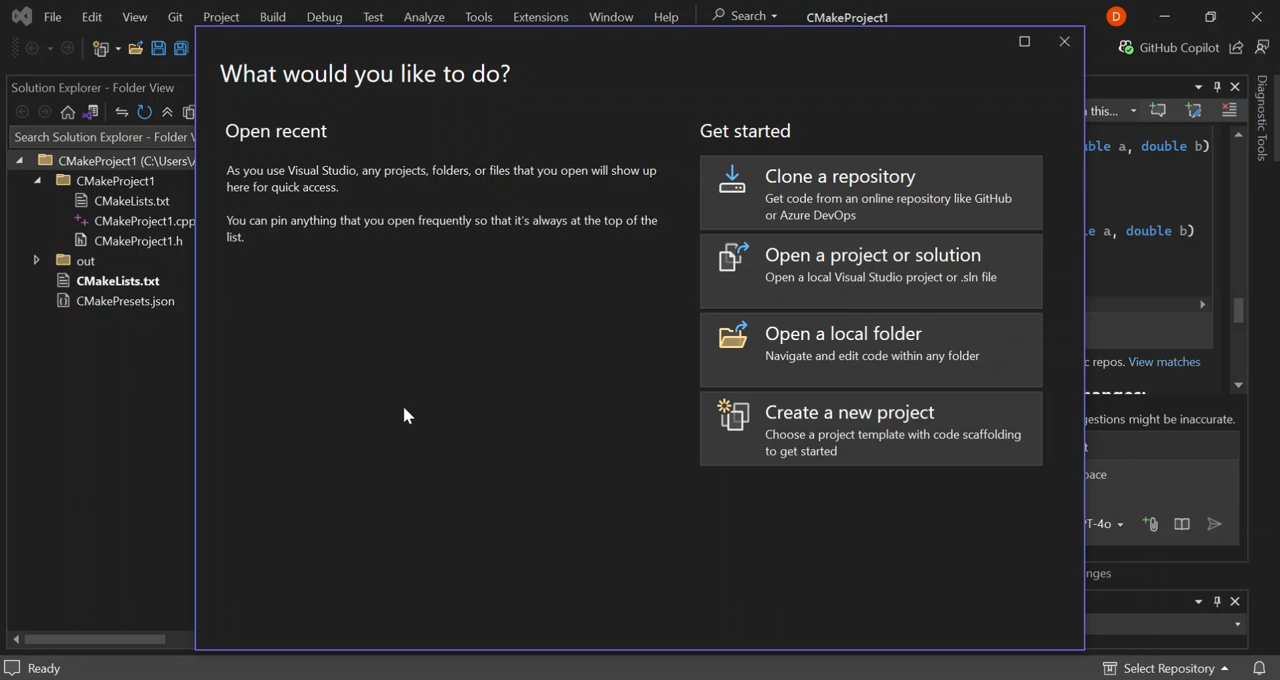 File Edit View Git Project Build Debug Test Analyze Tools Extensions Window Help Search CMakeProject1 D
GitHub Copilot
What would you like to do?
Solution Explorer - Folder View
Search Solution Explorer - Folder
CMakeProject1 (C:\Users\
CMakeProject1
CMakeLists.txt
CMakeProject1.cpp
CMakeProject1.h
out
CMakeLists.txt
CMakePresets.json
Open recent
As you use Visual Studio, any projects, folders, or files that you open will show up
here for quick access.
You can pin anything that you open frequently so that it's always at the top of the
list.
Get started
Clone a repository
Get code from an online repository like GitHub
or Azure DevOps
Open a project or solution
Open a local Visual Studio project or .sln file
Open a local folder
Navigate and edit code within any folder
Create a new project
Choose a project template with code scaffolding
to get started
this...
ble a, double b)
e a, double b)
c repos. View matches
gestions might be inaccurate.
pace
T-4o
nges
Diagnostic Tools
Ready
Select Repository